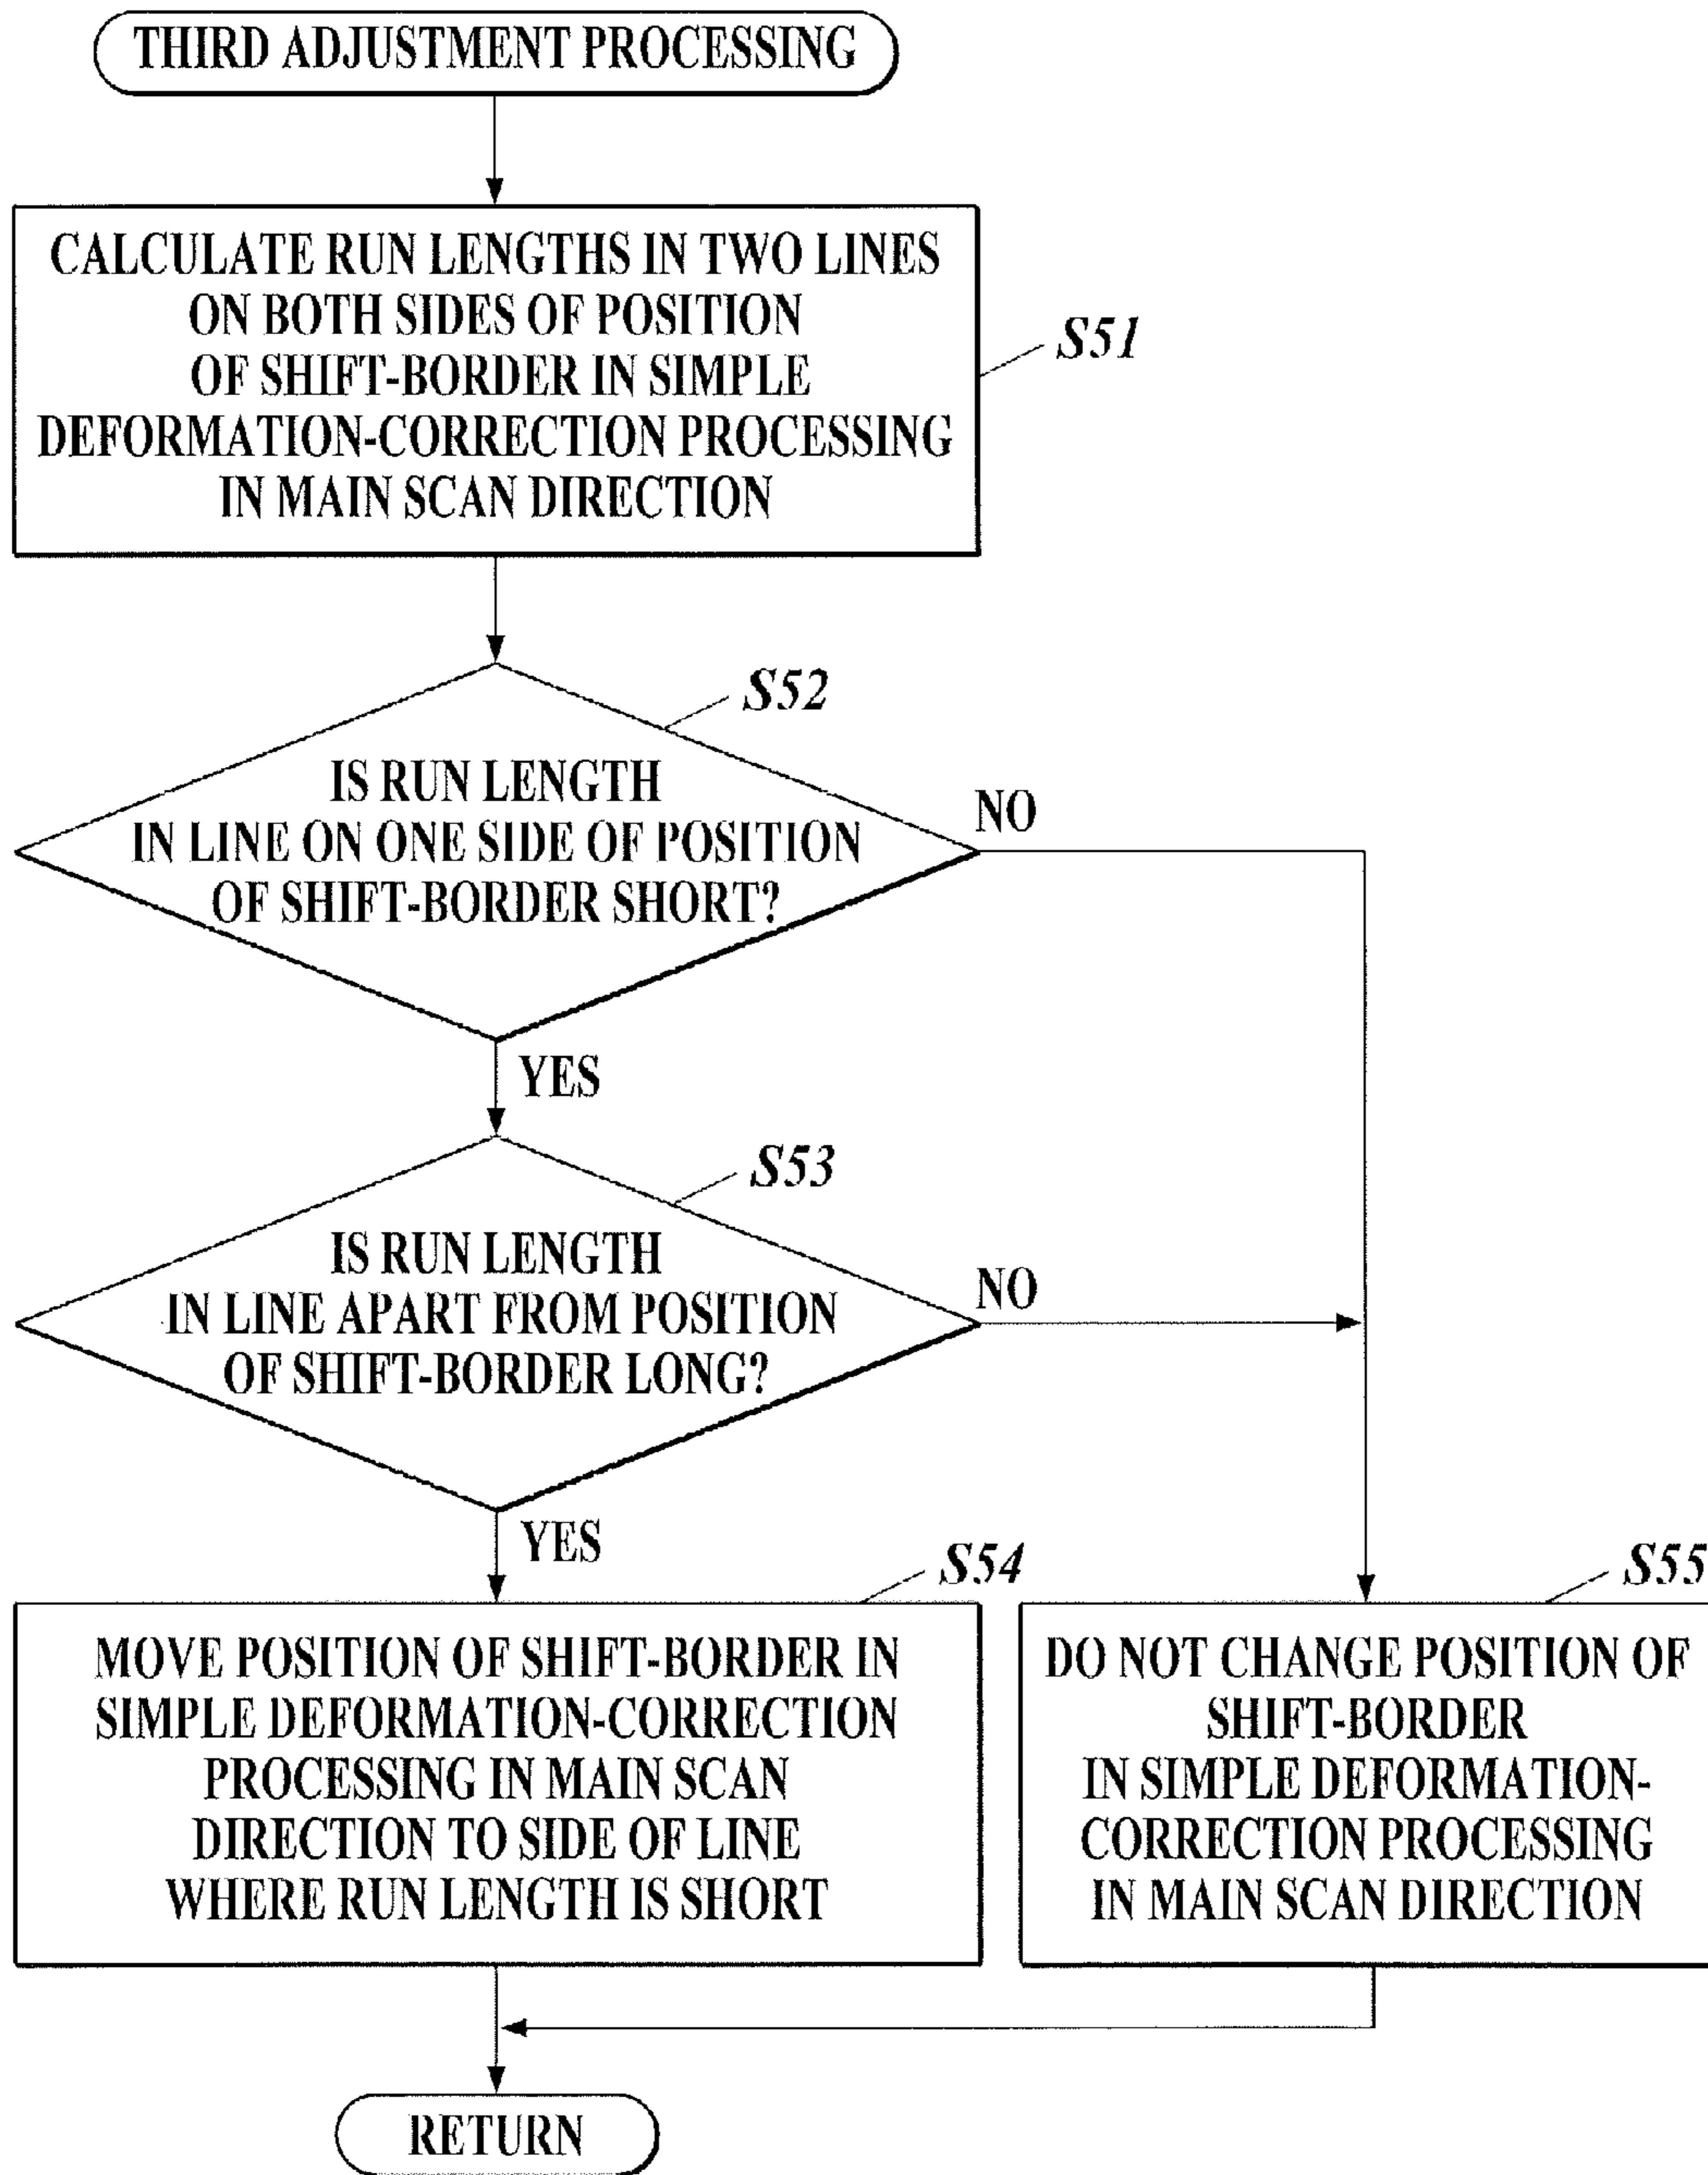 THIRD ADJUSTMENT PROCESSING
CALCULATE RUN LENGTHS IN TWO LINES
ON BOTH SIDES OF POSITION
OF SHIFT-BORDER IN SIMPLE
DEFORMATION-CORRECTION PROCESSING
IN MAIN SCAN DIRECTION
S51
S52
IS RUN LENGTH
IN LINE ON ONE SIDE OF POSITION
OF SHIFT-BORDER SHORT?
NO
YES
S53
IS RUN LENGTH
IN LINE APART FROM POSITION
OF SHIFT-BORDER LONG?
NO
YES
S54
MOVE POSITION OF SHIFT-BORDER IN
SIMPLE DEFORMATION-CORRECTION
PROCESSING IN MAIN SCAN
DIRECTION TO SIDE OF LINE
WHERE RUN LENGTH IS SHORT
S55
DO NOT CHANGE POSITION OF
SHIFT-BORDER
IN SIMPLE DEFORMATION-
CORRECTION PROCESSING
IN MAIN SCAN DIRECTION
RETURN